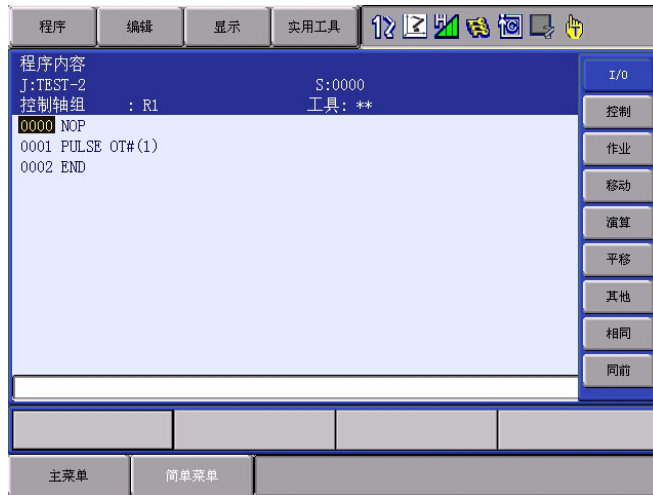 程序 编辑 显示 实用工具
程序内容
J:TEST-2 S:0000
控制轴组 : R1 工具: **
0000 NOP
0001 PULSE OT#(1)
0002 END
I/O
控制
作业
移动
演算
平移
其他
相同
同前
主菜单 简单菜单